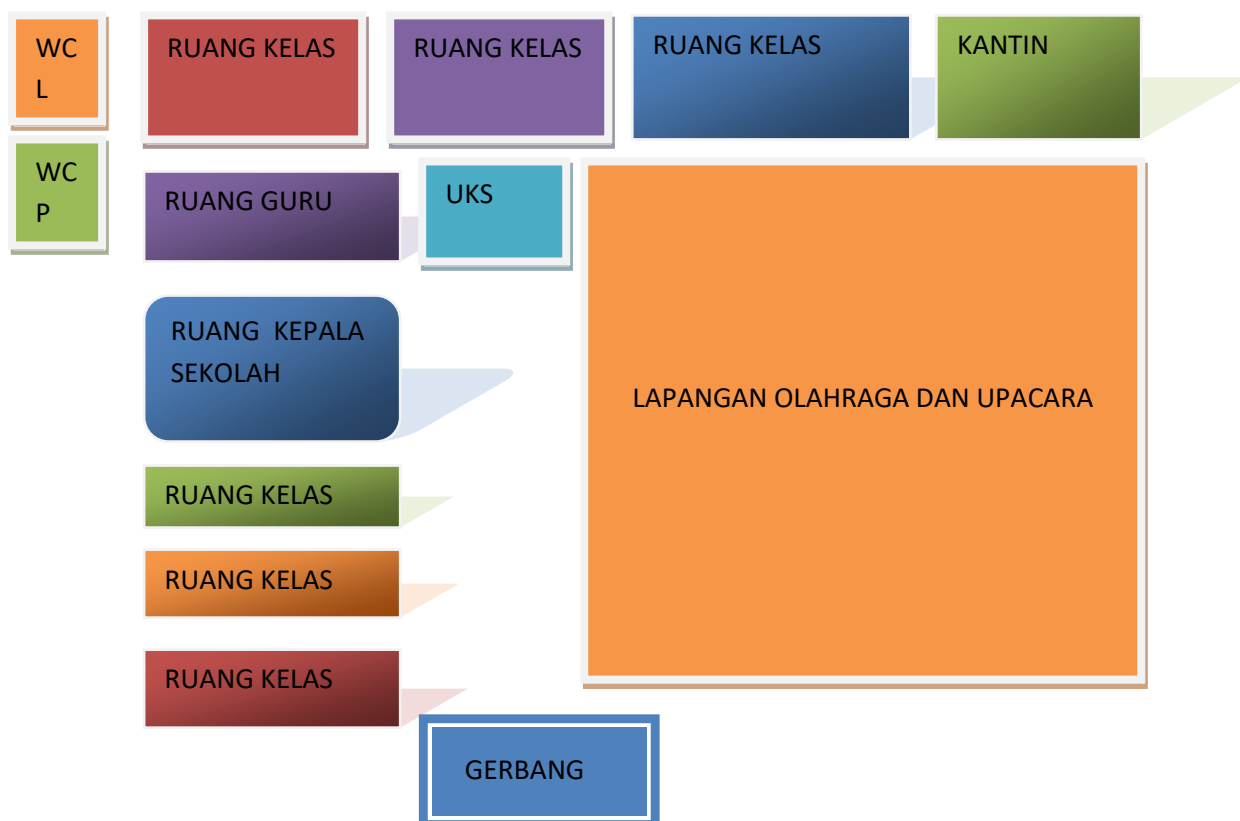 WC
L
RUANG KELAS
RUANG KELAS
RUANG KELAS
KANTIN
WC
P
RUANG GURU
UKS
RUANG KEPALA
SEKOLAH
LAPANGAN OLAHRAGA DAN UPACARA
RUANG KELAS
RUANG KELAS
RUANG KELAS
GERBANG